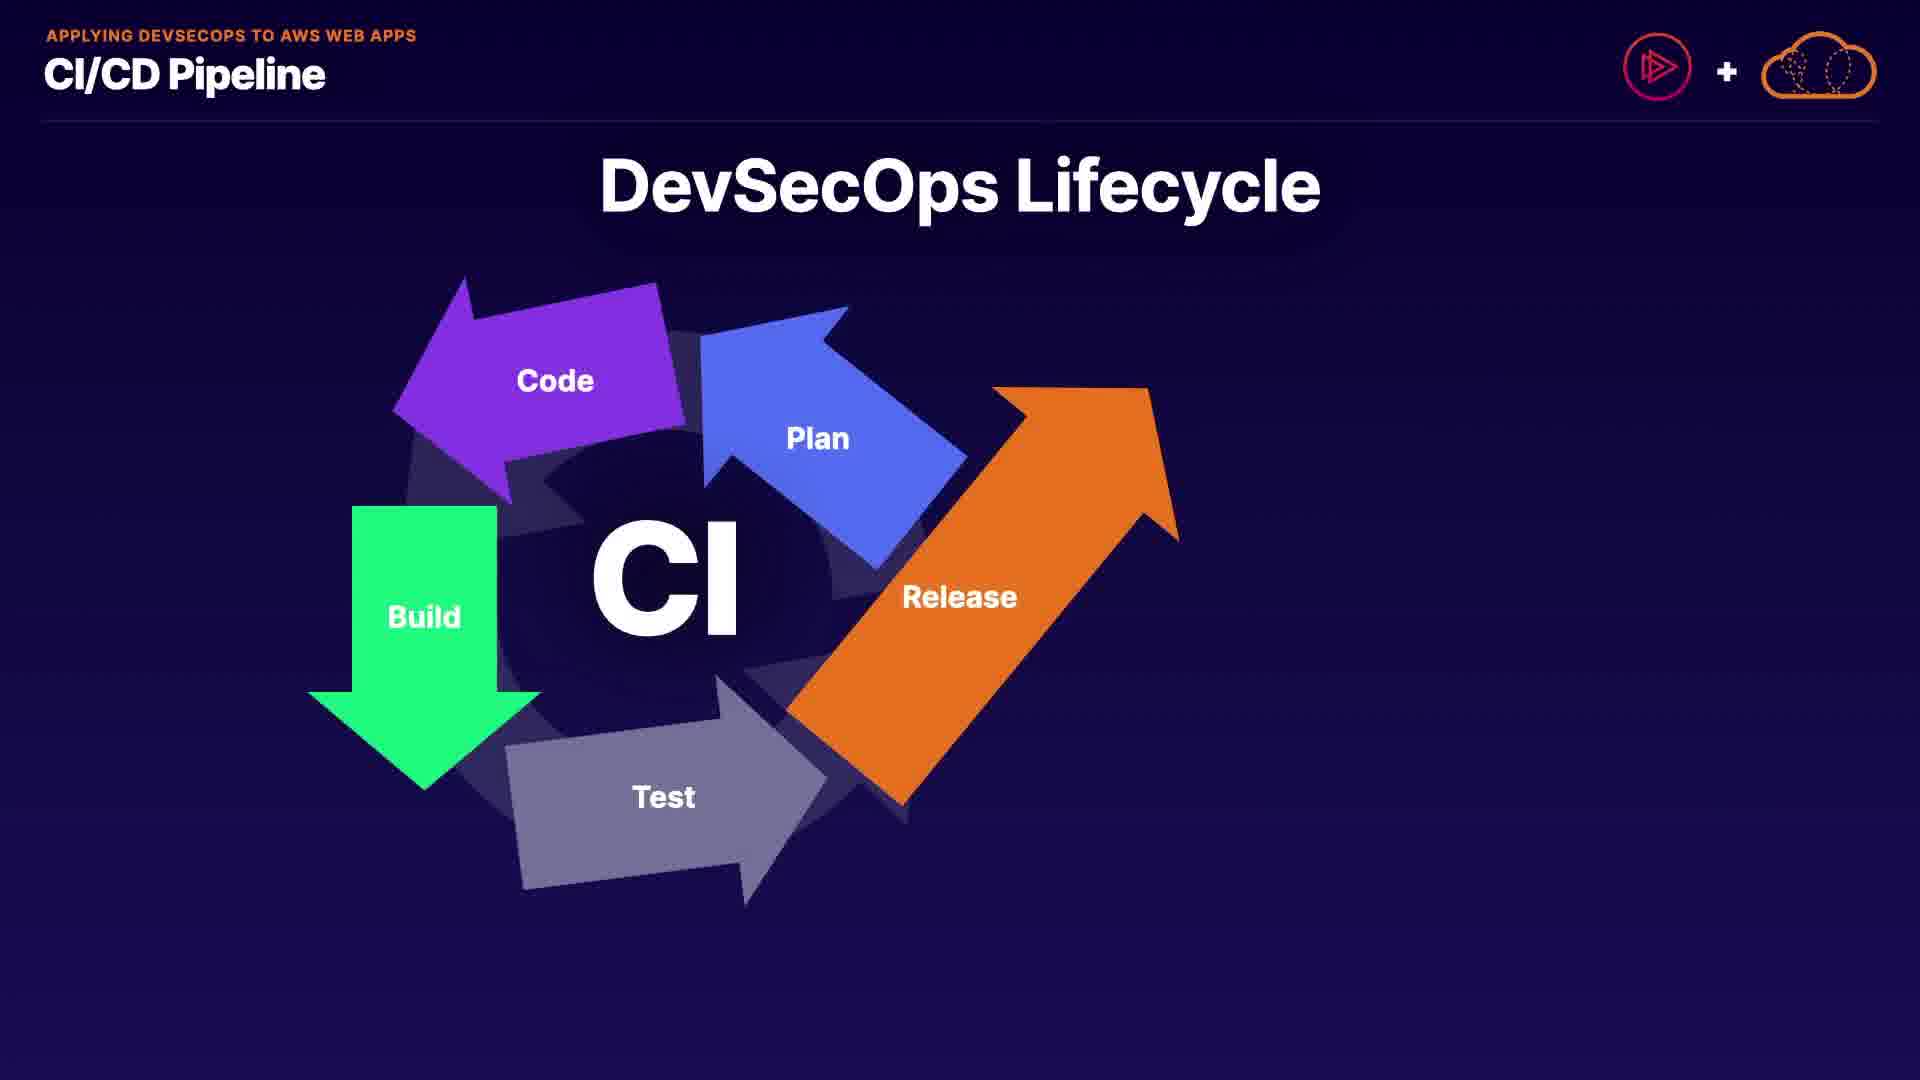 APPLYING DEVSECOPS TO AWS WEB APPS
CI/CD Pipeline
DevSecOps Lifecycle
Code
Plan
CI
Release
Build
Test